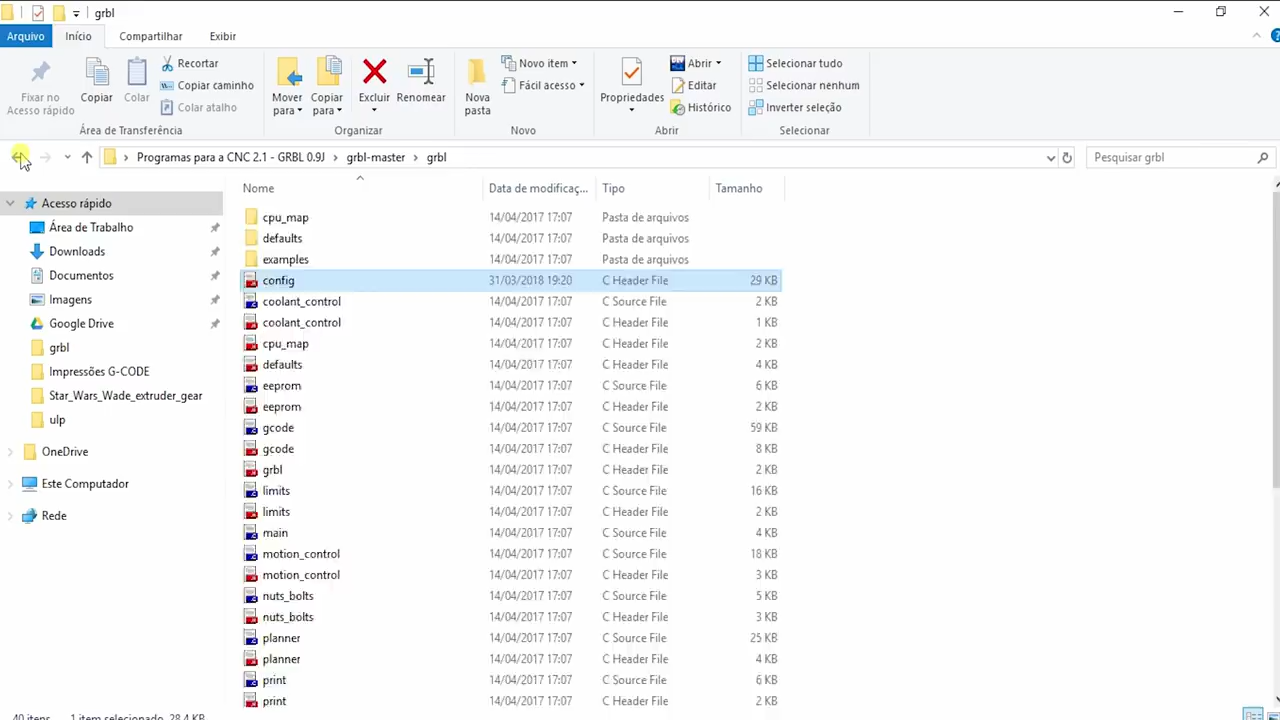 grbl
Arquivo Início Compartilhar Exibir
Fixar no Acesso rápido
Copiar
Colar
Recortar
Copiar caminho
Colar atalho
Área de Transferência
Mover para
Copiar para
Excluir
Renomear
Organizar
Nova pasta
Novo item
Fácil acesso
Novo
Propriedades
Abrir
Editar
Histórico
Abrir
Selecionar tudo
Selecionar nenhum
Inverter seleção
Selecionar
Programas para a CNC 2.1 - GRBL 0.9J > grbl-master > grbl
Pesquisar grbl
Acesso rápido
Área de Trabalho
Downloads
Documentos
Imagens
Google Drive
grbl
Impressões G-CODE
Star_Wars_Wade_extruder_gear
ulp
OneDrive
Este Computador
Rede
Nome Data de modificaç... Tipo Tamanho
cpu_map 14/04/2017 17:07 Pasta de arquivos
defaults 14/04/2017 17:07 Pasta de arquivos
examples 14/04/2017 17:07 Pasta de arquivos
config 31/03/2018 19:20 C Header File 29 KB
coolant_control 14/04/2017 17:07 C Source File 2 KB
coolant_control 14/04/2017 17:07 C Header File 1 KB
cpu_map 14/04/2017 17:07 C Header File 2 KB
defaults 14/04/2017 17:07 C Header File 4 KB
eeprom 14/04/2017 17:07 C Source File 6 KB
eeprom 14/04/2017 17:07 C Header File 2 KB
gcode 14/04/2017 17:07 C Source File 59 KB
gcode 14/04/2017 17:07 C Header File 8 KB
grbl 14/04/2017 17:07 C Header File 2 KB
limits 14/04/2017 17:07 C Source File 16 KB
limits 14/04/2017 17:07 C Header File 2 KB
main 14/04/2017 17:07 C Source File 4 KB
motion_control 14/04/2017 17:07 C Source File 18 KB
motion_control 14/04/2017 17:07 C Header File 3 KB
nuts_bolts 14/04/2017 17:07 C Source File 5 KB
nuts_bolts 14/04/2017 17:07 C Header File 3 KB
planner 14/04/2017 17:07 C Source File 25 KB
planner 14/04/2017 17:07 C Header File 4 KB
print 14/04/2017 17:07 C Source File 6 KB
print 14/04/2017 17:07 C Header File 2 KB
40 itens 1 item selecionado 28,4 KB